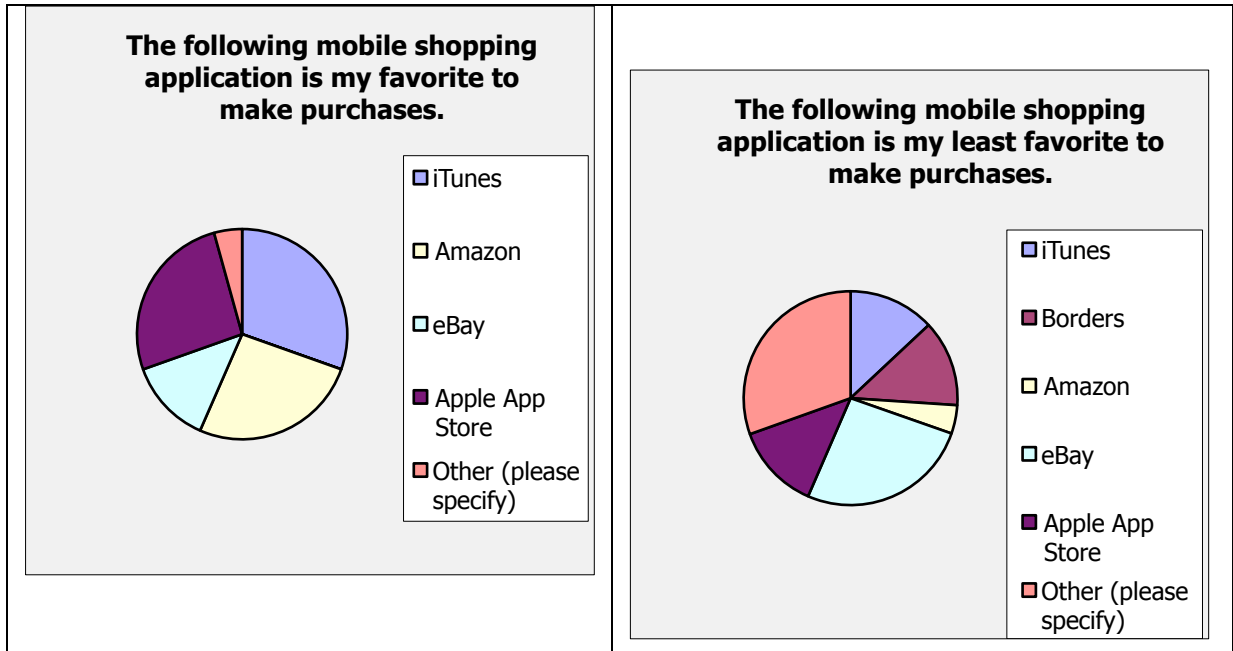 The following mobile shopping
application is my favorite to
make purchases.
iTunes
Amazon
eBay
Apple App
Store
Other (please
specify)
The following mobile shopping
application is my least favorite to
make purchases.
iTunes
Borders
Amazon
eBay
Apple App
Store
Other (please
specify)